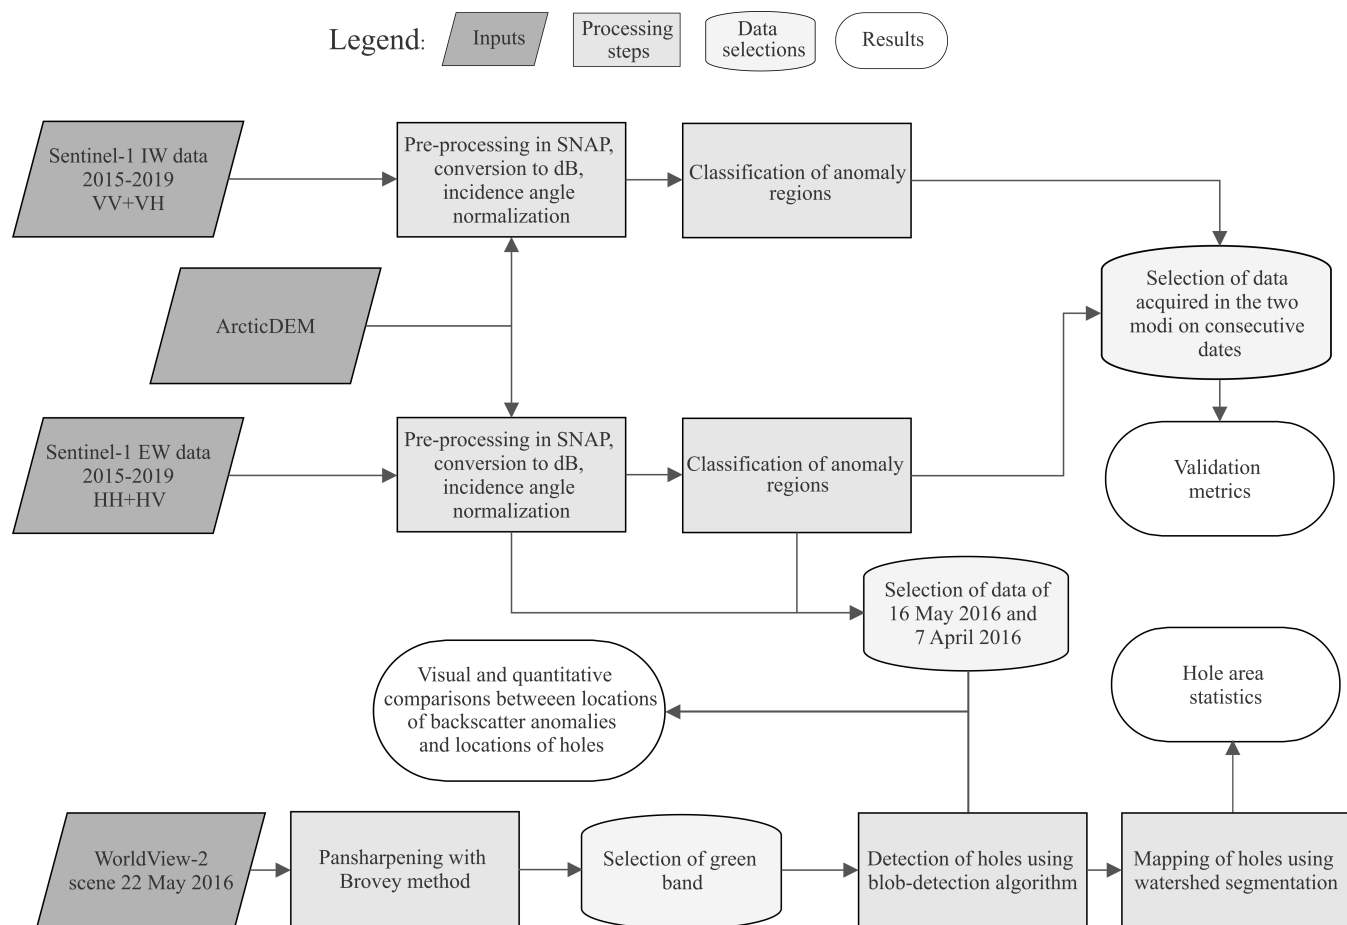 Legend:
Inputs
Processing
steps
Data
selections
Results
Sentinel-1 IW data
2015-2019
VV+VH
Pre-processing in SNAP,
conversion to dB,
incidence angle
normalization
Classification of anomaly
regions
ArcticDEM
Selection of data
acquired in the two
modi on consecutive
dates
Sentinel-1 EW data
2015-2019
HH+HV
Pre-processing in SNAP,
conversion to dB,
incidence angle
normalization
Classification of anomaly
regions
Validation
metrics
Selection of data of
16 May 2016 and
7 April 2016
Visual and quantitative
comparisons betweeen locations
of backscatter anomalies
and locations of holes
Hole area
statistics
WorldView-2
scene 22 May 2016
Pansharpening with
Brovey method
Selection of green
band
Detection of holes using
blob-detection algorithm
Mapping of holes using
watershed segmentation